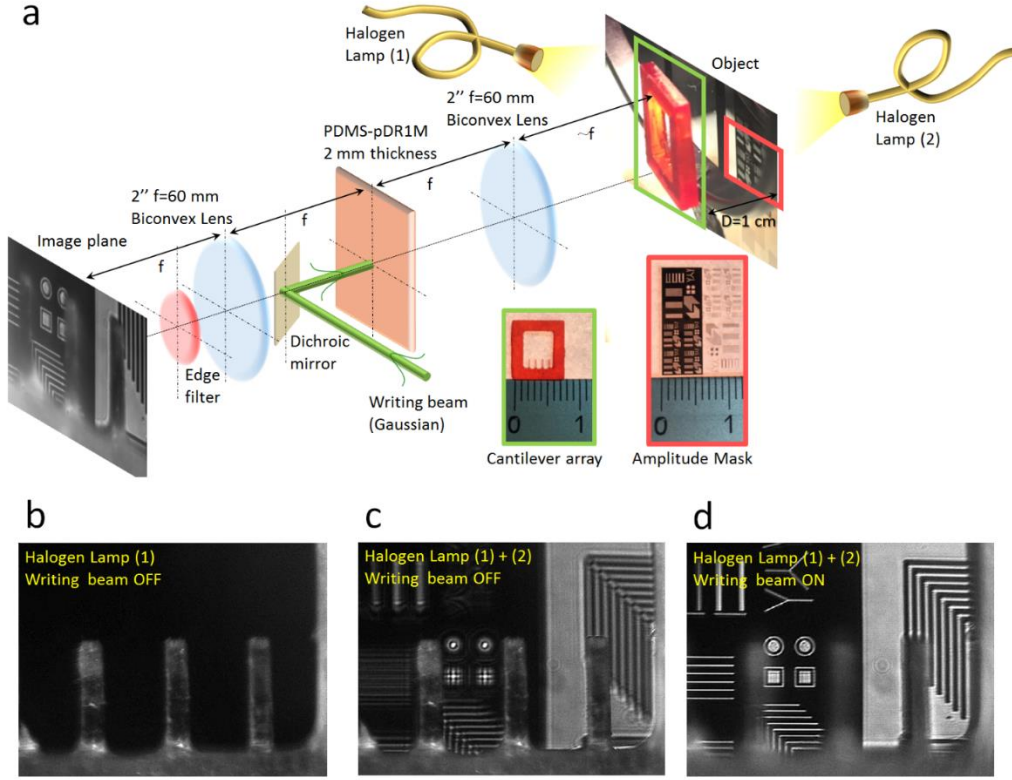 a
Halogen
Lamp (1)
Object
2’’ f=60 mm
Biconvex Lens
Halogen
Lamp (2)
PDMS-pDR1M
2 mm thickness
~f
f
2’’ f=60 mm
Biconvex Lens
f
D=1 cm
Image plane
f
Dichroic
mirror
Edge
filter
Writing beam
(Gaussian)
0 1
0 1
Cantilever array
Amplitude Mask
b
Halogen Lamp (1)
Writing beam OFF
c
Halogen Lamp (1) + (2)
Writing beam OFF
d
Halogen Lamp (1) + (2)
Writing beam ON